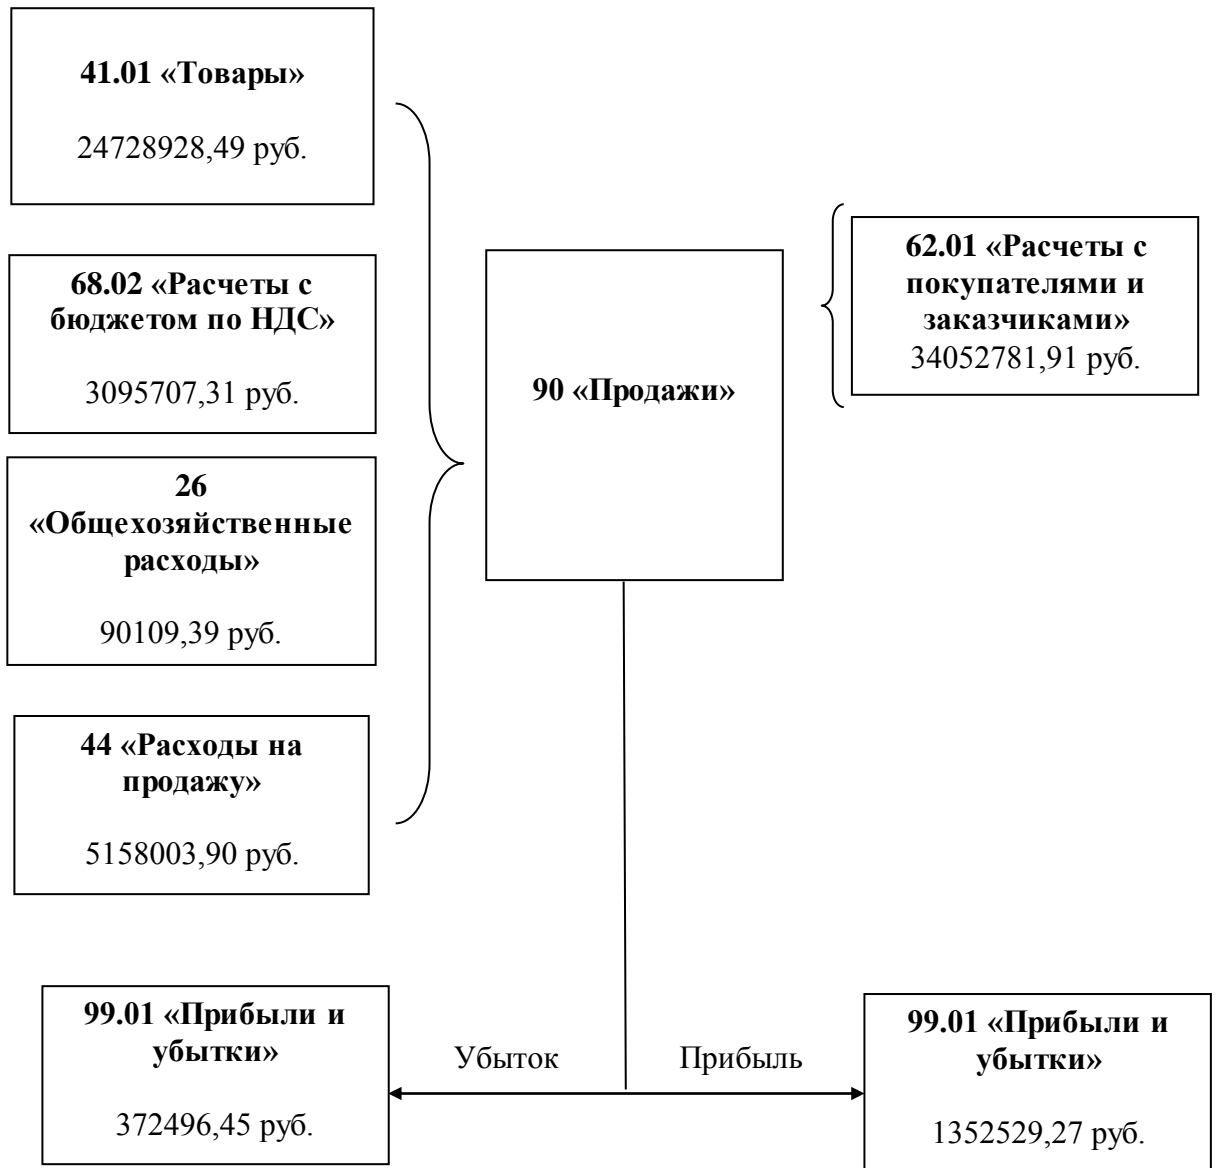 41.01 «Товары»
24728928,49 руб.
68.02 «Расчеты с
бюджетом по НДС»
3095707,31 руб.
26
«Общехозяйственные
расходы»
90109,39 руб.
44 «Расходы на
продажу»
5158003,90 руб.
90 «Продажи»
62.01 «Расчеты с
покупателями и
заказчиками»
34052781,91 руб.
99.01 «Прибыли и
убытки»
372496,45 руб.
Убыток
Прибыль
99.01 «Прибыли и
убытки»
1352529,27 руб.